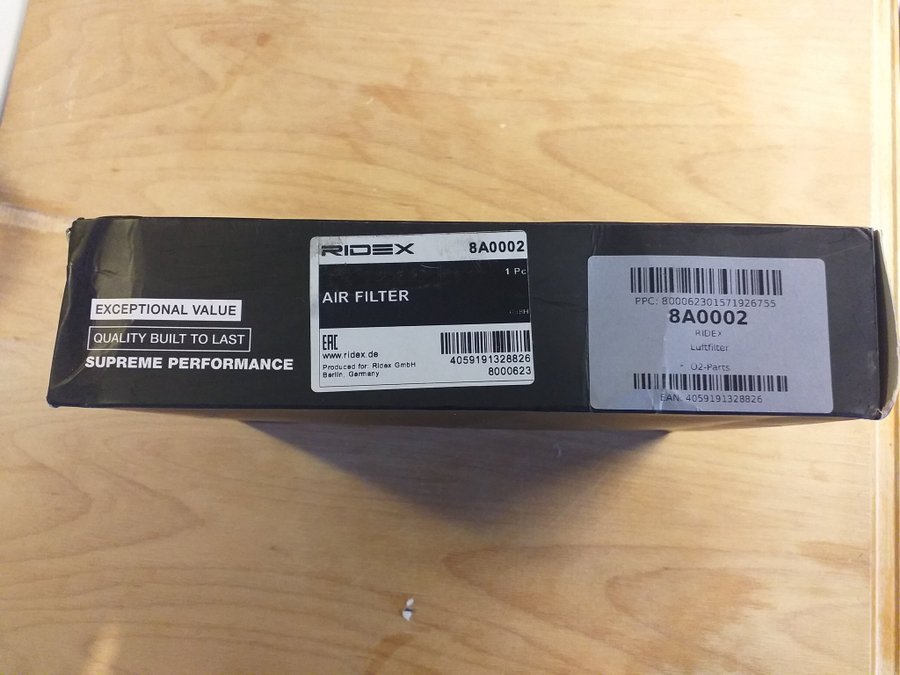 EXCEPTIONAL VALUE
QUALITY BUILT TO LAST
SUPREME PERFORMANCE
RIDEX 8A0002
1 Pc
AIR FILTER
EAC
www.ridex.de
Produced for: Ridex GmbH
Berlin, Germany
4059191328826
8000623
PPC: 800062301571926755
8A0002
RIDEX
Luftfilter
O2-Parts
EAN: 4059191328826